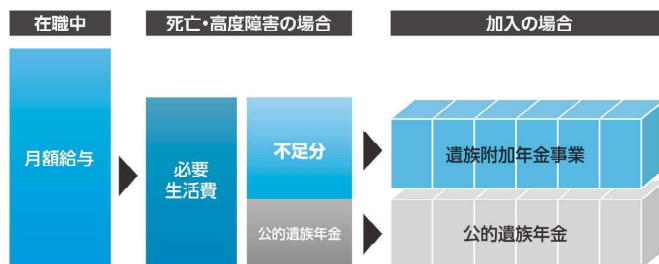 在職中
死亡・高度障害の場合
加入の場合
月額給与
必要
生活費
不足分
公的遺族年金
遺族附加年金事業
公的遺族年金